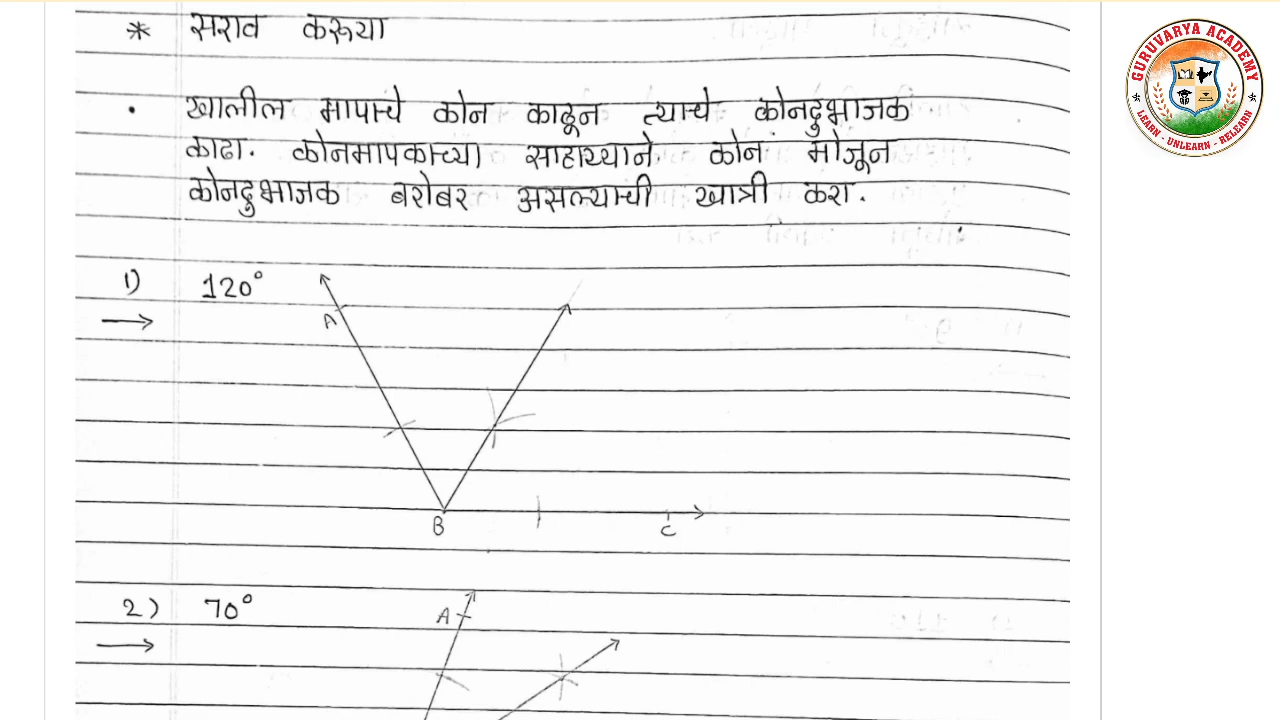 * सराव करूया
• खालील मापाचे कोन काढून त्याचे कोनदुभाजक
काढा. कोनमापकाच्या साहाय्याने कोन मोजून
कोनदुभाजक बरोबर असल्याची खात्री करा.
1) 120°
→
A
B
C
2) 70°
→
A
GURUVARYA ACADEMY
LEARN - UNLEARN - RELEARN